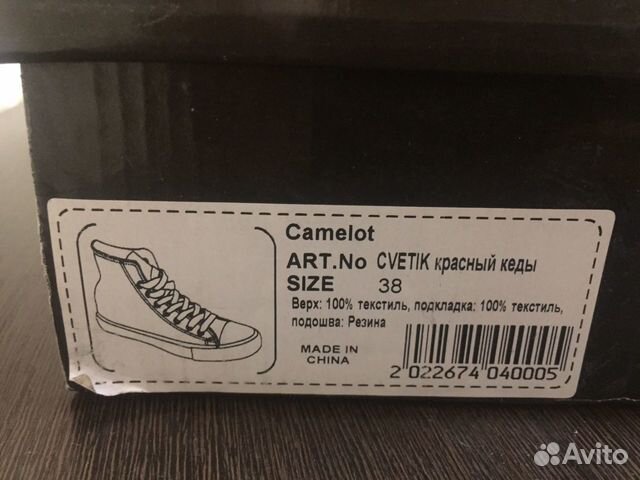 Camelot
ART.No CVETIK красный кеды
SIZE 38
Верх: 100% текстиль, подкладка: 100% текстиль,
подошва: Резина
MADE IN
CHINA
2 022674 040005
Avito